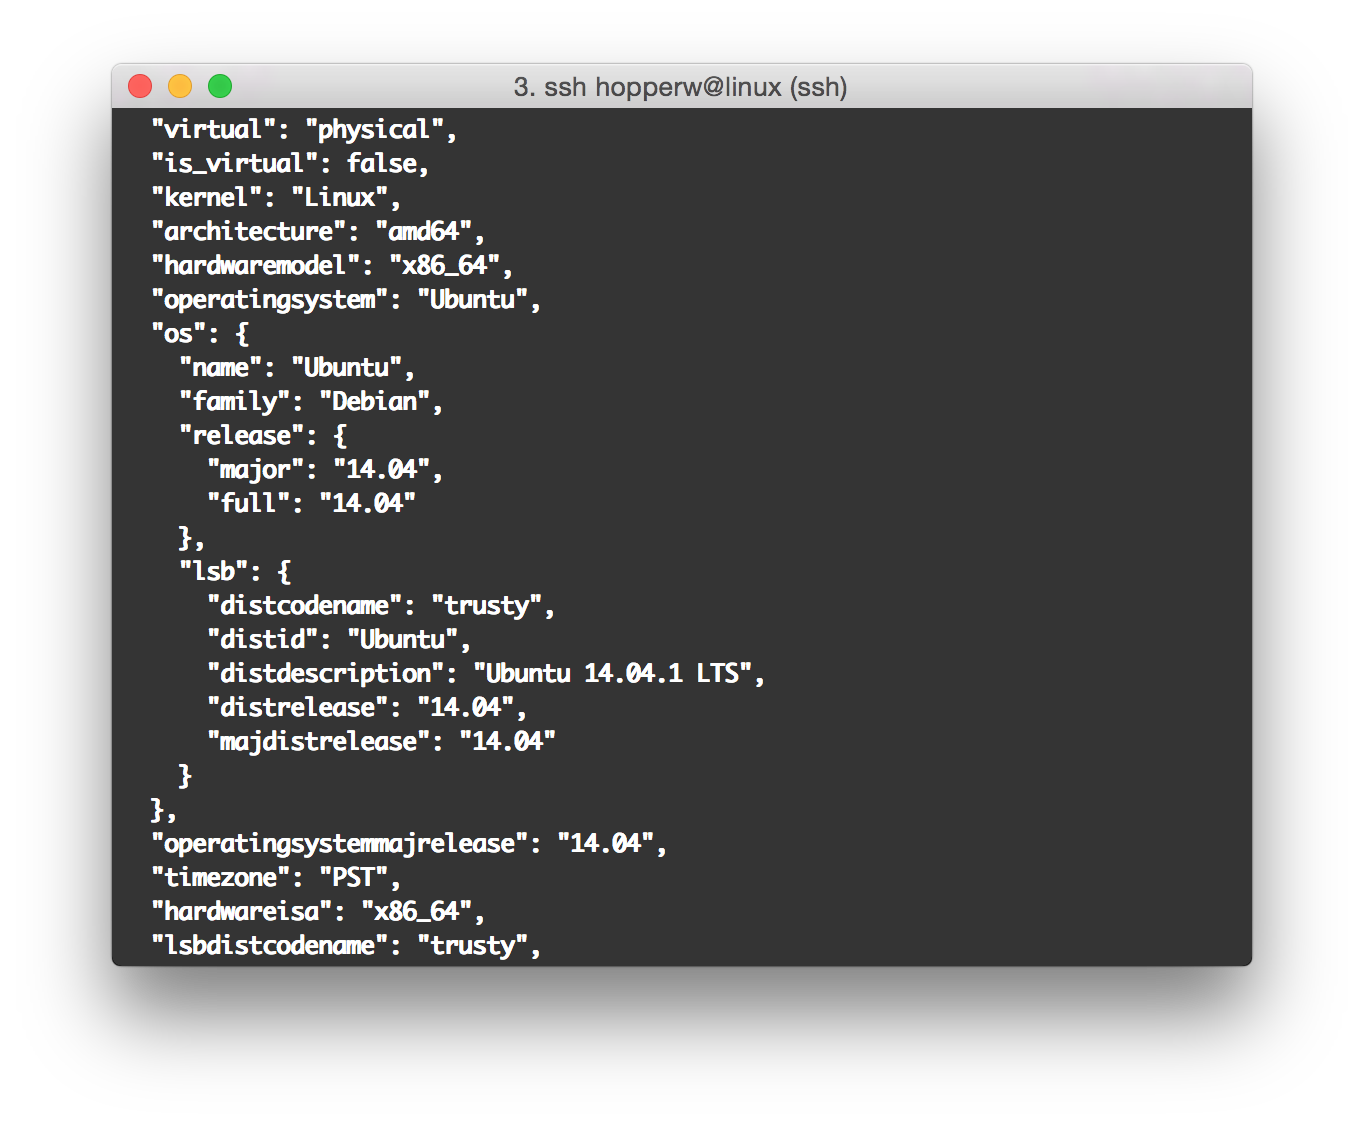 3. ssh hopperw@linux (ssh)
"virtual": "physical",
"is_virtual": false,
"kernel": "Linux",
"architecture": "amd64",
"hardwaremodel": "x86_64",
"operatingsystem": "Ubuntu",
"os": {
"name": "Ubuntu",
"family": "Debian",
"release": {
"major": "14.04",
"full": "14.04"
},
"lsb": {
"distcodename": "trusty",
"distid": "Ubuntu",
"distdescription": "Ubuntu 14.04.1 LTS",
"distrelease": "14.04",
"majdistrelease": "14.04"
}
},
"operatingsystemmajrelease": "14.04",
"timezone": "PST",
"hardwareisa": "x86_64",
"lsbdistcodename": "trusty",